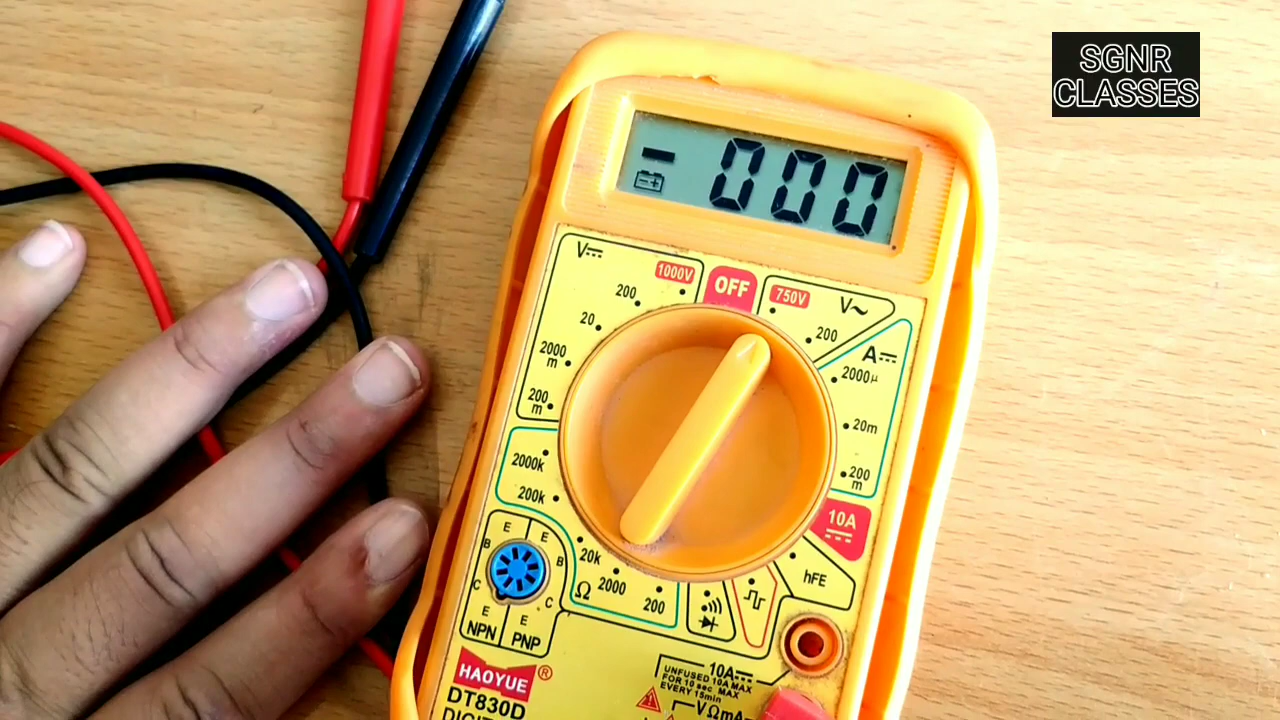 SGNR
CLASSES
- 000
V⎓
1000V
OFF
750V
V~
200
200
20
A⎓
2000µ
2000
m
20m
200
m
200
m
2000k
200k
10A
E
E
B
B
C
C
E
E
NPN
PNP
20k
Ω
2000
200
hFE
HAOYUE®
DT830D
10A⎓
UNFUSED 10A MAX
FOR 10 sec MAX
EVERY 15min
VΩmA